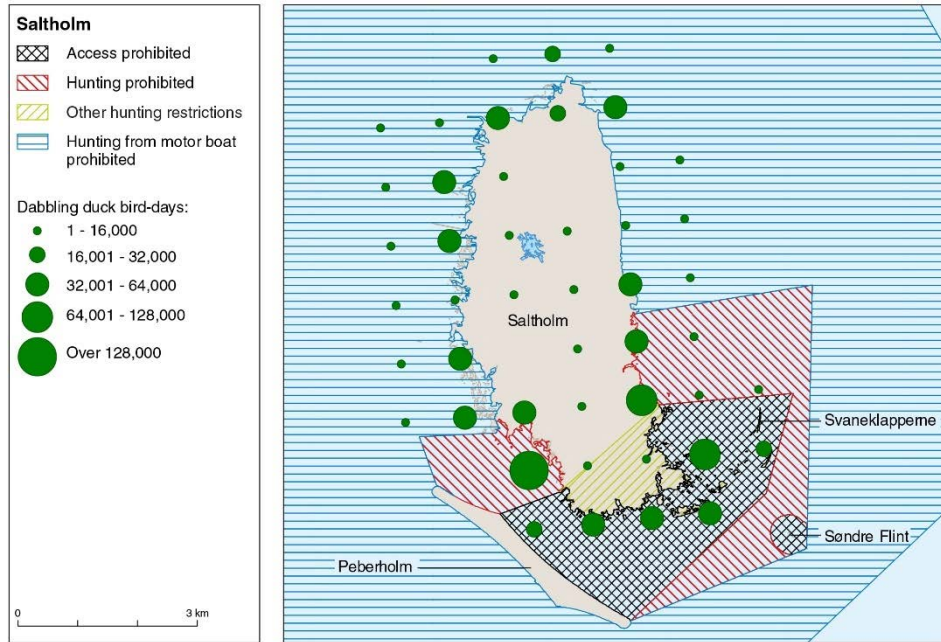 Saltholm
Access prohibited
Hunting prohibited
Other hunting restrictions
Hunting from motor boat
prohibited
Dabbling duck bird-days:
1 - 16,000
16,001 - 32,000
32,001 - 64,000
64,001 - 128,000
Over 128,000
0 3 km
Saltholm
Svaneklapperne
Søndre Flint
Peberholm